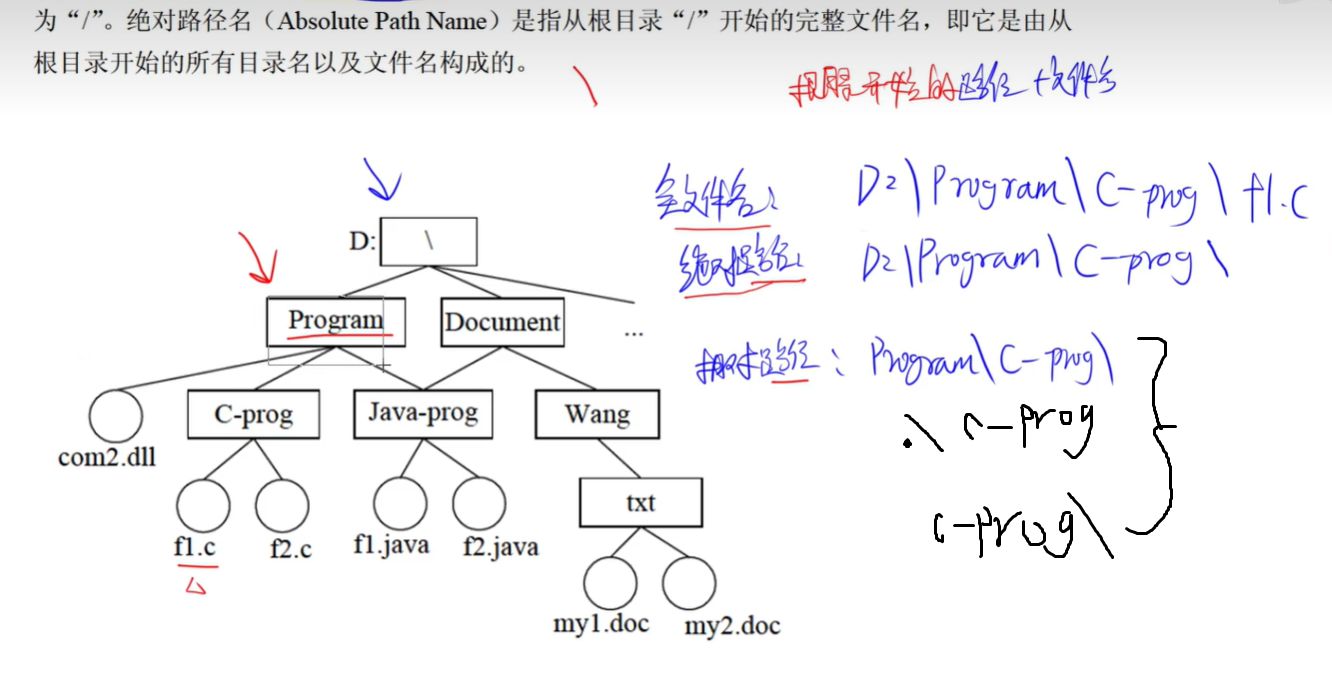 为“/”。绝对路径名（Absolute Path Name）是指从根目录“/”开始的完整文件名，即它是由从
根目录开始的所有目录名以及文件名构成的。
\
根目录开始的路径+文件名
全文件名：
D:\Program\C-prog\f1.c
绝对路径：
D:\Program\C-prog\
相对路径：
Program\C-prog\
.\C-prog
C-prog\
D:
\
Program
Document
...
C-prog
Java-prog
Wang
com2.dll
txt
f1.c
f2.c
f1.java
f2.java
my1.doc
my2.doc